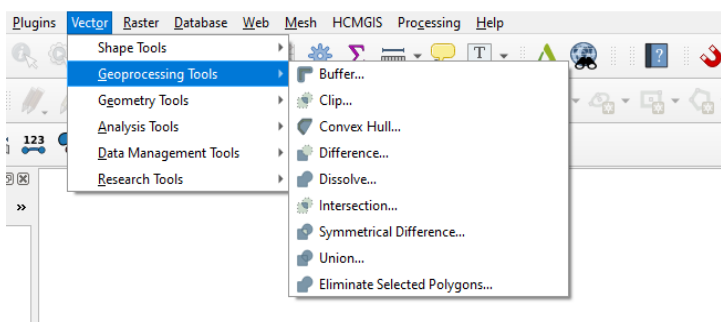 Plugins Vector Raster Database Web Mesh HCMGIS Processing Help
Shape Tools
Geoprocessing Tools
Geometry Tools
Analysis Tools
Data Management Tools
Research Tools
Buffer...
Clip...
Convex Hull...
Difference...
Dissolve...
Intersection...
Symmetrical Difference...
Union...
Eliminate Selected Polygons...
T
?
123
»